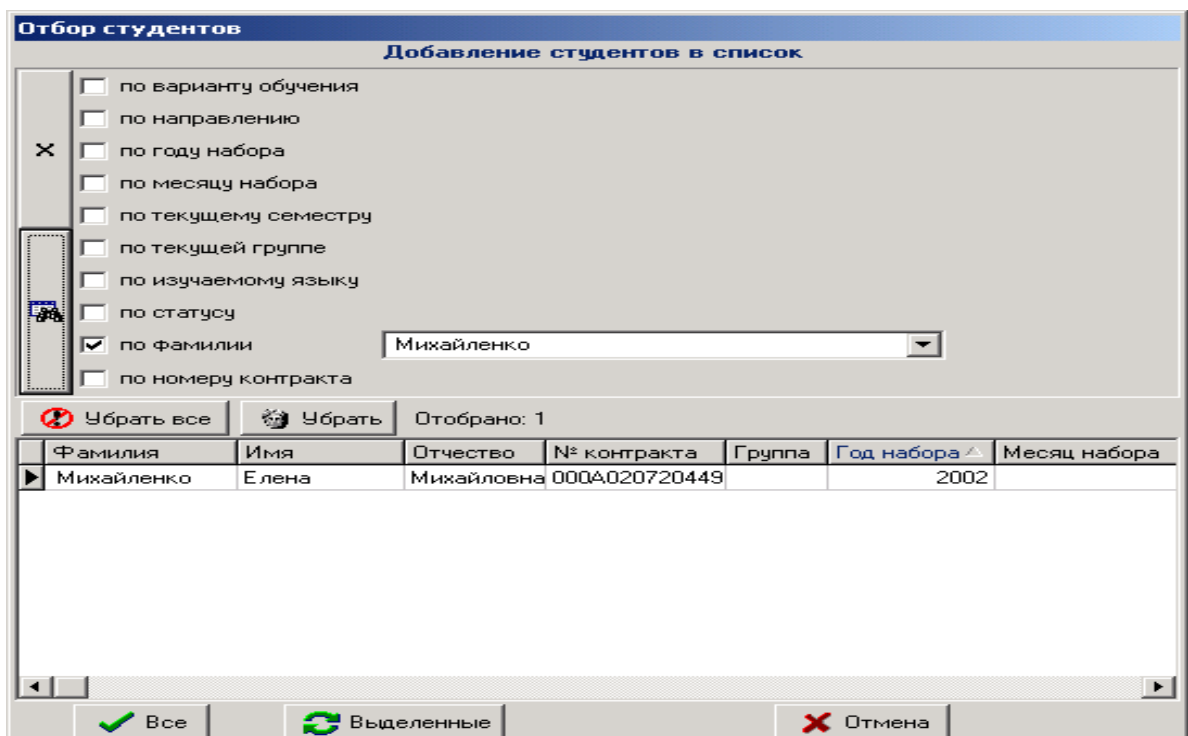 Отбор студентов
Добавление студентов в список
по варианту обучения
по направлению
по году набора
по месяцу набора
по текущему семестру
по текущей группе
по изучаемому языку
по статусу
по фамилии Михайленко
по номеру контракта
Убрать все Убрать Отобрано: 1
Фамилия Имя Отчество № контракта Группа Год набора Месяц набора
Михайленко Елена Михайловна 000A020720449 2002
Все Выделенные Отмена